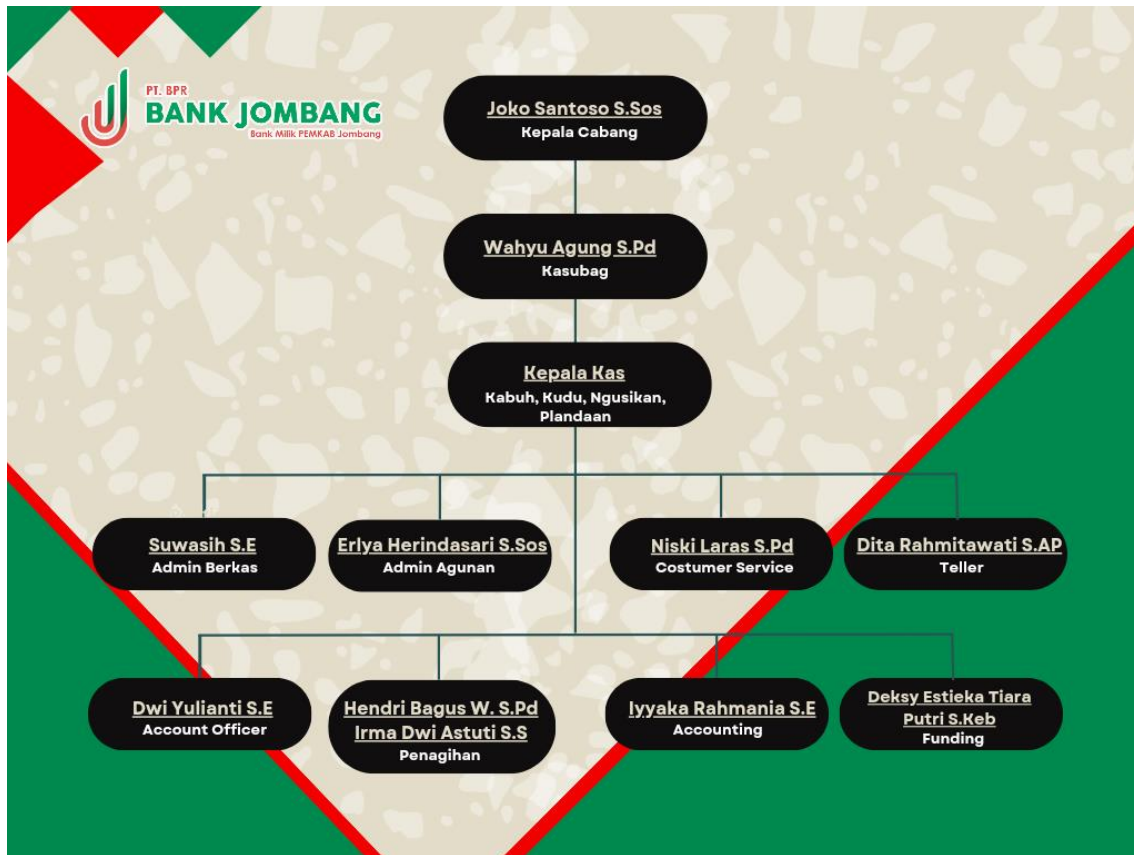 PT. BPR
BANK JOMBANG
Bank Milik PEMKAB Jombang
Joko Santoso S.Sos
Kepala Cabang
Wahyu Agung S.Pd
Kasubag
Kepala Kas
Kabuh, Kudu, Ngusikan,
Plandaan
Suwasih S.E
Admin Berkas
Erlya Herindasari S.Sos
Admin Agunan
Niski Laras S.Pd
Costumer Service
Dita Rahmitawati S.AP
Teller
Dwi Yulianti S.E
Account Officer
Hendri Bagus W. S.Pd
Irma Dwi Astuti S.S
Penagihan
Iyyaka Rahmania S.E
Accounting
Deksy Estieka Tiara
Putri S.Keb
Funding